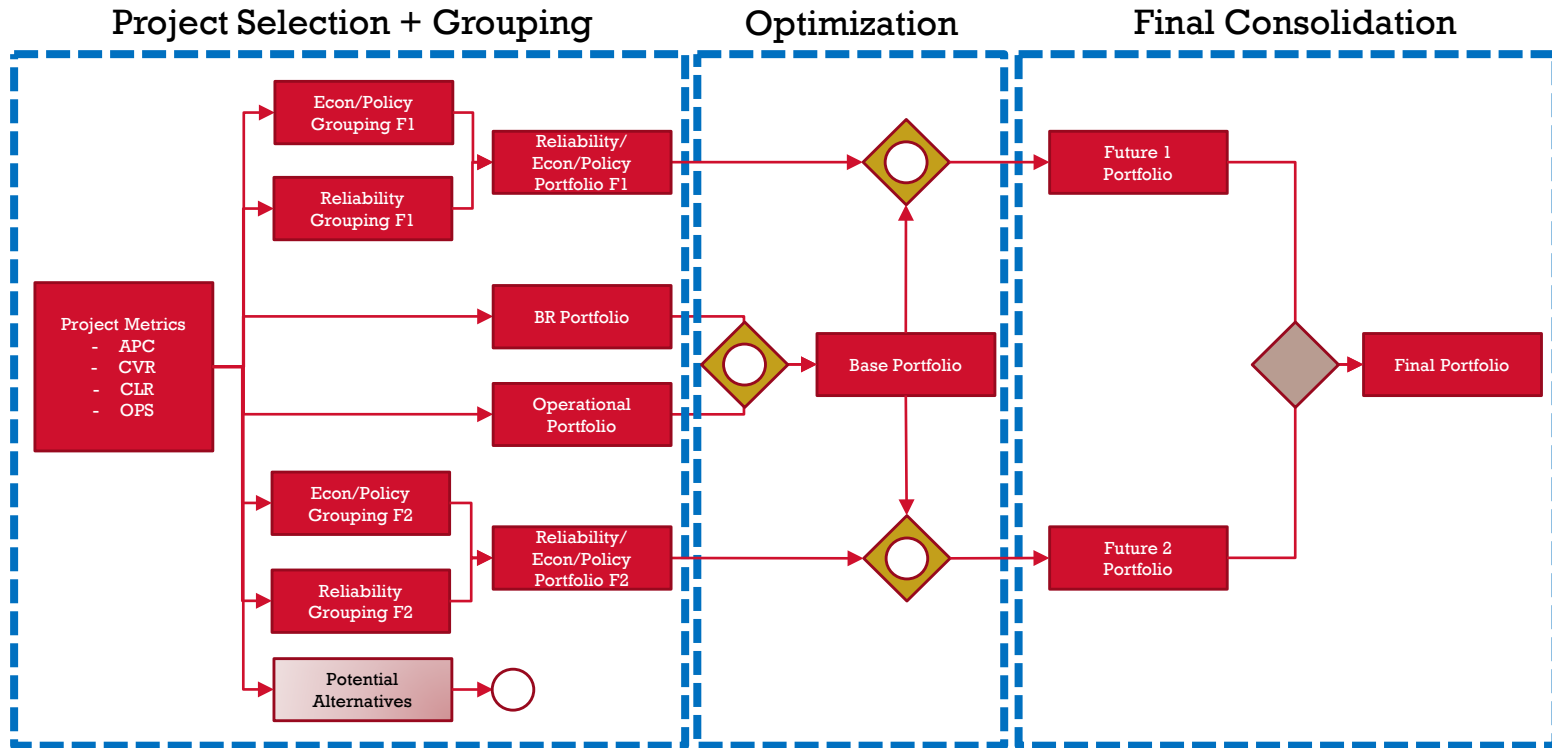 Project Selection + Grouping
Optimization
Final Consolidation
Econ/Policy
Grouping F1
Reliability
Grouping F1
Reliability/
Econ/Policy
Portfolio F1
Future 1
Portfolio
Project Metrics
- APC
- CVR
- CLR
- OPS
BR Portfolio
Operational
Portfolio
Base Portfolio
Final Portfolio
Econ/Policy
Grouping F2
Reliability
Grouping F2
Reliability/
Econ/Policy
Portfolio F2
Future 2
Portfolio
Potential
Alternatives